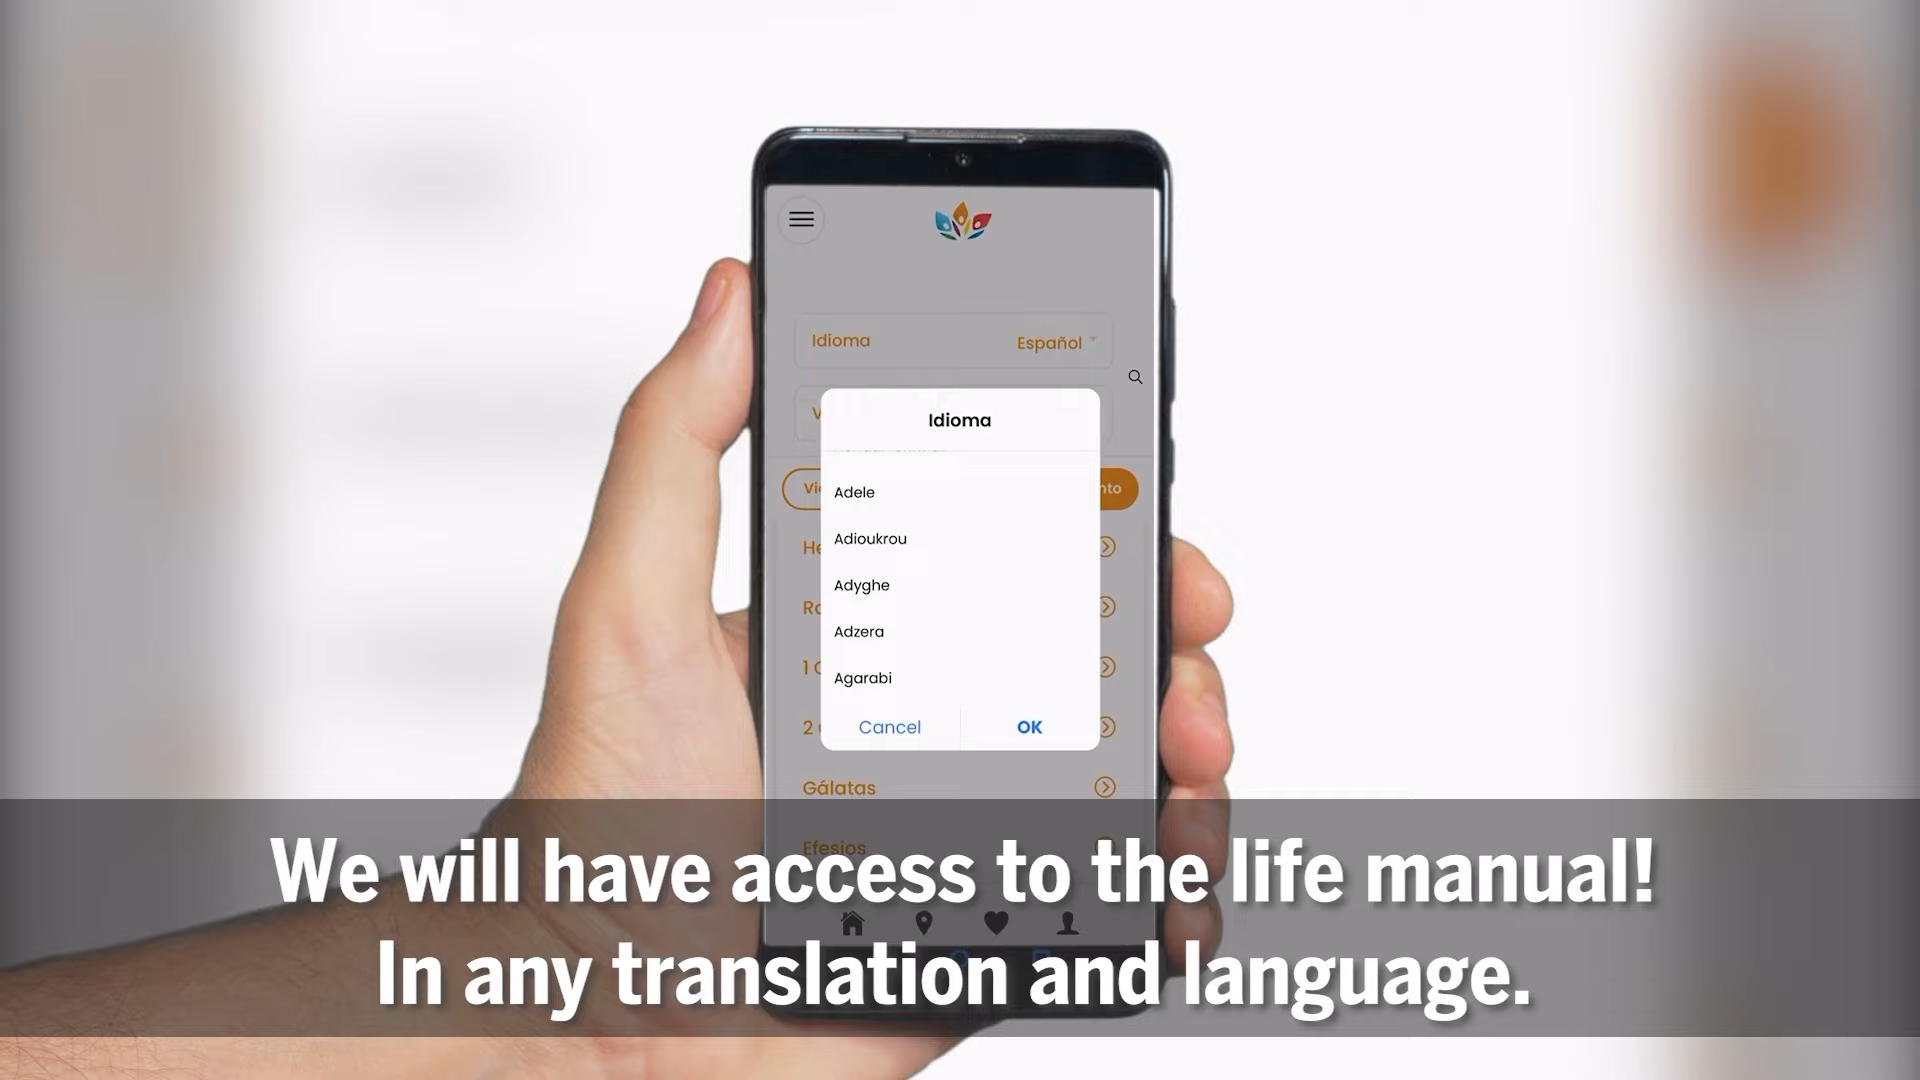 Idioma
Español
Idioma
Adele
Adioukrou
Adyghe
Adzera
Agarabi
Cancel
OK
Gálatas
Efesios
We will have access to the life manual!
In any translation and language.